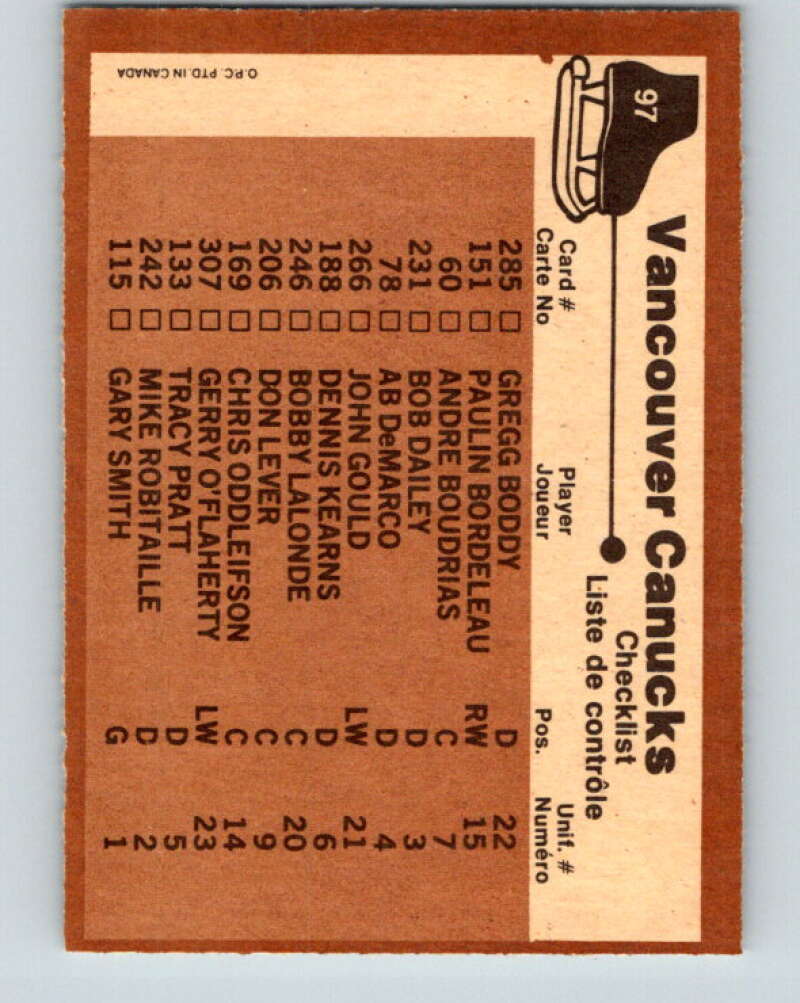 97
Vancouver Canucks
Checklist
Liste de contrôle
Card # Player Pos. Unif. #
Carte No Joueur Numéro
285 □ GREGG BODDY D 22
151 □ PAULIN BORDELEAU RW 15
60 □ ANDRE BOUDRIAS C 7
231 □ BOB DAILEY D 3
78 □ AB DeMARCO D 4
266 □ JOHN GOULD LW 21
188 □ DENNIS KEARNS D 6
246 □ BOBBY LALONDE C 20
206 □ DON LEVER C 9
169 □ CHRIS ODDLEIFSON C 14
307 □ GERRY O'FLAHERTY LW 23
133 □ TRACY PRATT D 5
242 □ MIKE ROBITAILLE D 2
115 □ GARY SMITH G 1
O.P.C. PTD. IN CANADA